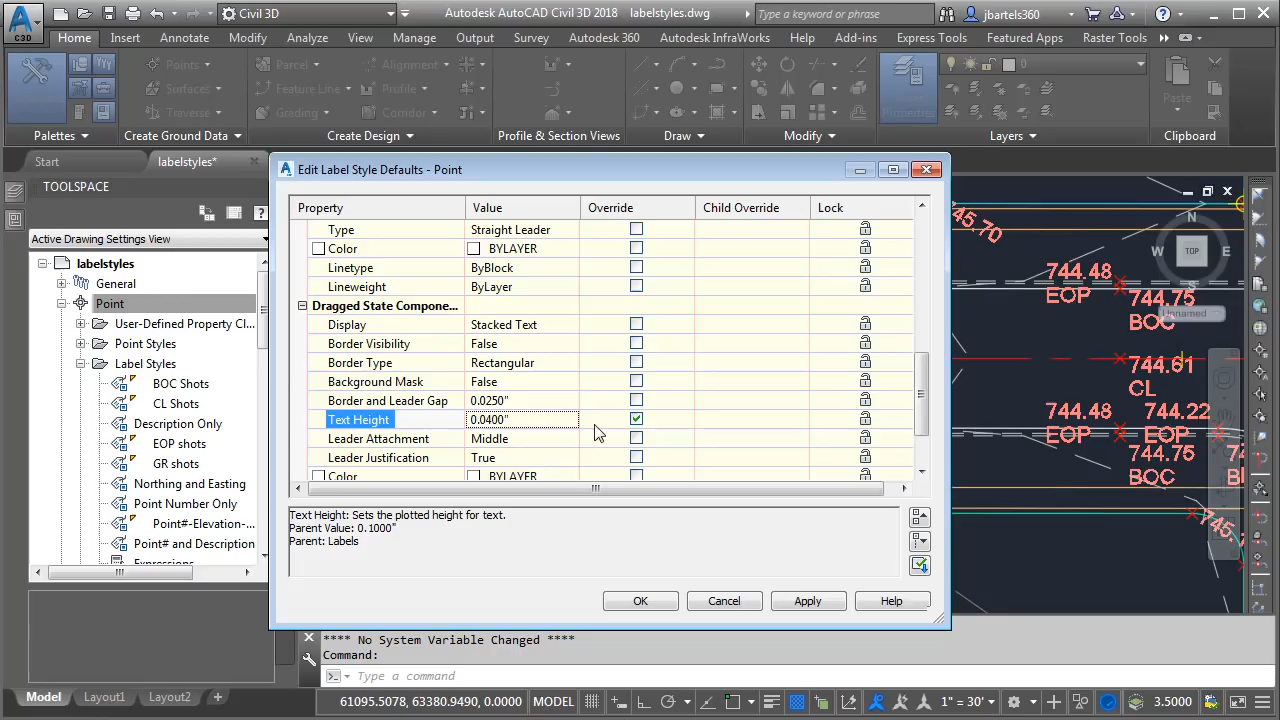 Civil 3D
Autodesk AutoCAD Civil 3D 2018 labelstyles.dwg
Type a keyword or phrase
jbartels360
C3D
Home Insert Annotate Modify Analyze View Manage Output Survey Autodesk 360 Autodesk InfraWorks Help Add-ins Express Tools Featured Apps Raster Tools
Points Parcel Alignment
Surfaces Feature Line Profile
Traverse Grading Corridor
Properties
Paste
0
Palettes Create Ground Data Create Design Profile & Section Views Draw Modify Layers Clipboard
Start labelstyles*
TOOLSPACE
Active Drawing Settings View
labelstyles
General
Point
User-Defined Property Cl...
Point Styles
Label Styles
BOC Shots
CL Shots
Description Only
EOP shots
GR shots
Northing and Easting
Point Number Only
Point#-Elevation-
Point# and Description
Expressions
Edit Label Style Defaults - Point
Property Value Override Child Override Lock
Type Straight Leader
Color BYLAYER
Linetype ByBlock
Lineweight ByLayer
Dragged State Compone...
Display Stacked Text
Border Visibility False
Border Type Rectangular
Background Mask False
Border and Leader Gap 0.0250"
Text Height 0.0400"
Leader Attachment Middle
Leader Justification True
Color BYLAYER
Text Height: Sets the plotted height for text.
Parent Value: 0.1000"
Parent: Labels
OK Cancel Apply Help
745.70
N
W TOP E
S
Unnamed
744.48
EOP
744.75
BOC
744.61
CL
744.48 744.22
EOP EOP
744.75
BOC
**** No System Variable Changed ****
Command:
Type a command
Model Layout1 Layout2 +
61095.5078, 63380.9490, 0.0000 MODEL 1" = 30' 3.5000